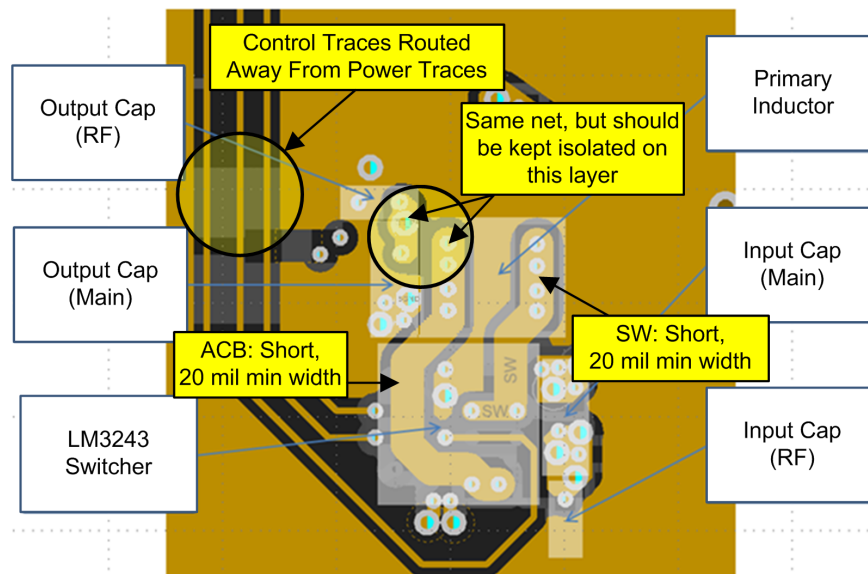 Control Traces Routed
Away From Power Traces
Output Cap
(RF)
Primary
Inductor
Same net, but should
be kept isolated on
this layer
Output Cap
(Main)
Input Cap
(Main)
ACB: Short,
20 mil min width
SW: Short,
20 mil min width
SW
SW
LM3243
Switcher
Input Cap
(RF)